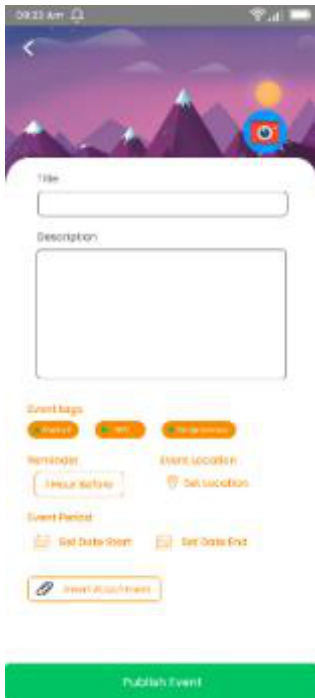 09:23 Am
Title
Description
Event tags
Reminder
Event Location
1 Hour Before
Set Location
Event Period
Set Date Start
Set Date End
Insert Attachment
Publish Event